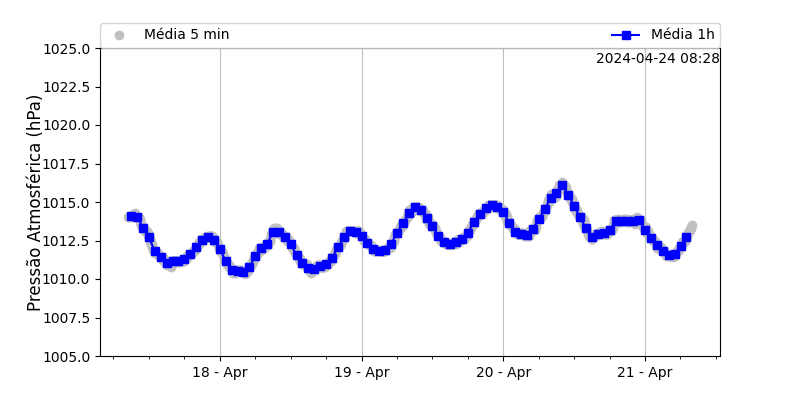 Média 5 min
Média 1h
2024-04-24 08:28
Pressão Atmosférica (hPa)
1025.0
1022.5
1020.0
1017.5
1015.0
1012.5
1010.0
1007.5
1005.0
18 - Apr
19 - Apr
20 - Apr
21 - Apr